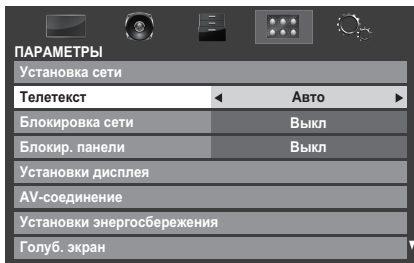 ПАРАМЕТРЫ
Установка сети
Телетекст ◀ Авто ▶
Блокировка сети Выкл
Блокир. панели Выкл
Установки дисплея
AV-соединение
Установки энергосбережения
Голуб. экран